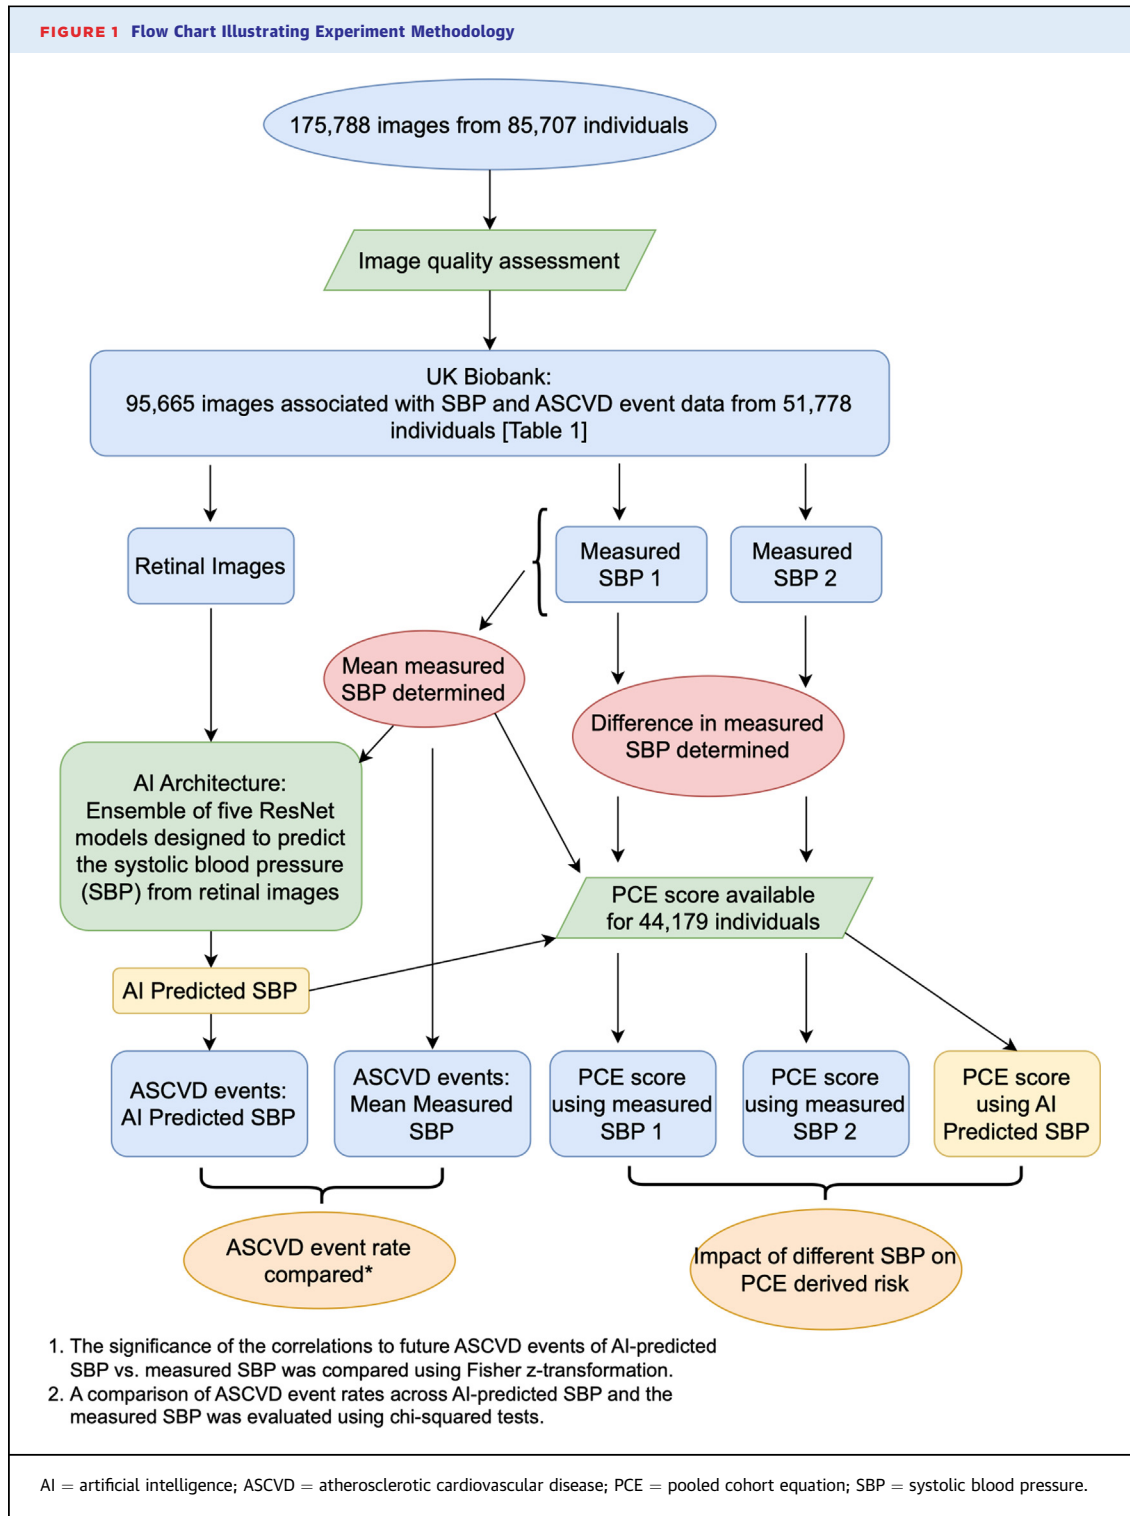 FIGURE 1 Flow Chart Illustrating Experiment Methodology
175,788 images from 85,707 individuals
Image quality assessment
UK Biobank:
95,665 images associated with SBP and ASCVD event data from 51,778
individuals [Table 1]
Retinal Images
Measured
SBP 1
Measured
SBP 2
Mean measured
SBP determined
Difference in measured
SBP determined
AI Architecture:
Ensemble of five ResNet
models designed to predict
the systolic blood pressure
(SBP) from retinal images
PCE score available
for 44,179 individuals
AI Predicted SBP
ASCVD events:
AI Predicted SBP
ASCVD events:
Mean Measured
SBP
PCE score
using measured
SBP 1
PCE score
using measured
SBP 2
PCE score
using AI
Predicted SBP
ASCVD event rate
compared*
Impact of different SBP on
PCE derived risk
1. The significance of the correlations to future ASCVD events of AI-predicted
SBP vs. measured SBP was compared using Fisher z-transformation.
2. A comparison of ASCVD event rates across AI-predicted SBP and the
measured SBP was evaluated using chi-squared tests.
AI = artificial intelligence; ASCVD = atherosclerotic cardiovascular disease; PCE = pooled cohort equation; SBP = systolic blood pressure.